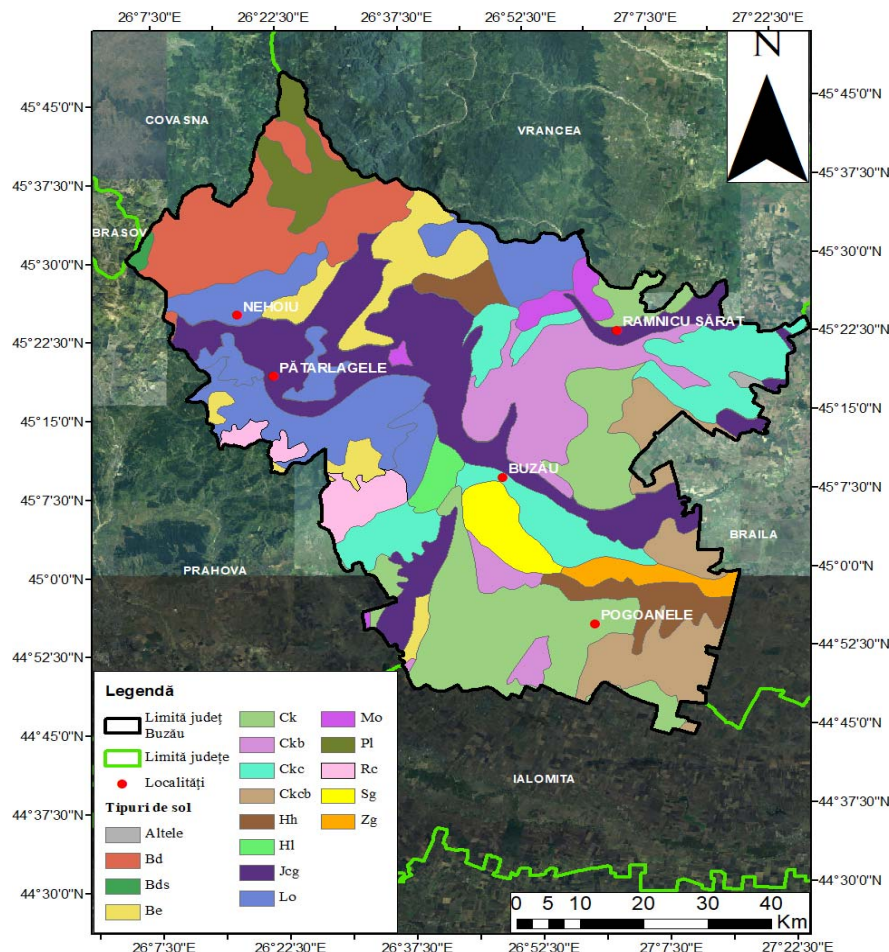 26°7'30"E 26°22'30"E 26°37'30"E 26°52'30"E 27°7'30"E 27°22'30"E
N
45°45'0"N
45°45'0"N
COVASNA
VRANCEA
45°37'30"N
45°37'30"N
BRASOV
45°30'0"N
45°30'0"N
NEHOIU
RAMNICU SĂRAT
45°22'30"N
45°22'30"N
PĂTARLAGELE
45°15'0"N
45°15'0"N
BUZĂU
45°7'30"N
45°7'30"N
BRAILA
PRAHOVA
45°0'0"N
45°0'0"N
POGOANELE
44°52'30"N
44°52'30"N
44°45'0"N
44°45'0"N
IALOMITA
44°37'30"N
44°37'30"N
44°30'0"N
44°30'0"N
Legendă
Limită județ
Buzău
Limită județe
Localități
Tipuri de sol
Altele
Bd
Bds
Be
Ck
Ckb
Ckc
Ckcb
Hh
Hl
Jcg
Lo
Mo
Pl
Rc
Sg
Zg
0 5 10 20 30 40
Km
26°7'30"E 26°22'30"E 26°37'30"E 26°52'30"E 27°7'30"E 27°22'30"E